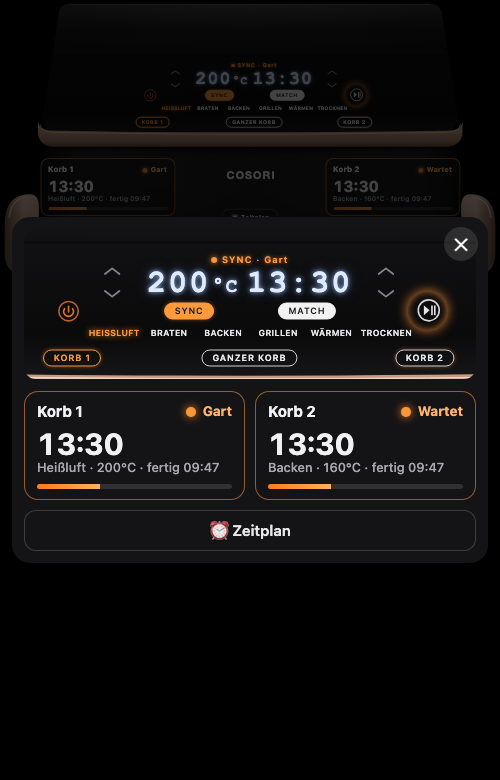 SYNC · Gart
200°C 13:30
SYNC MATCH
HEISSLUFT BRATEN BACKEN GRILLEN WÄRMEN TROCKNEN
KORB 1 GANZER KORB KORB 2
Korb 1 Gart
13:30
Heißluft · 200°C · fertig 09:47
COSORI
Korb 2 Wartet
13:30
Backen · 160°C · fertig 09:47
Zeitplan
SYNC · Gart
200°C 13:30
SYNC MATCH
HEISSLUFT BRATEN BACKEN GRILLEN WÄRMEN TROCKNEN
KORB 1 GANZER KORB KORB 2
Korb 1 Gart
13:30
Heißluft · 200°C · fertig 09:47
Korb 2 Wartet
13:30
Backen · 160°C · fertig 09:47
⏰ Zeitplan